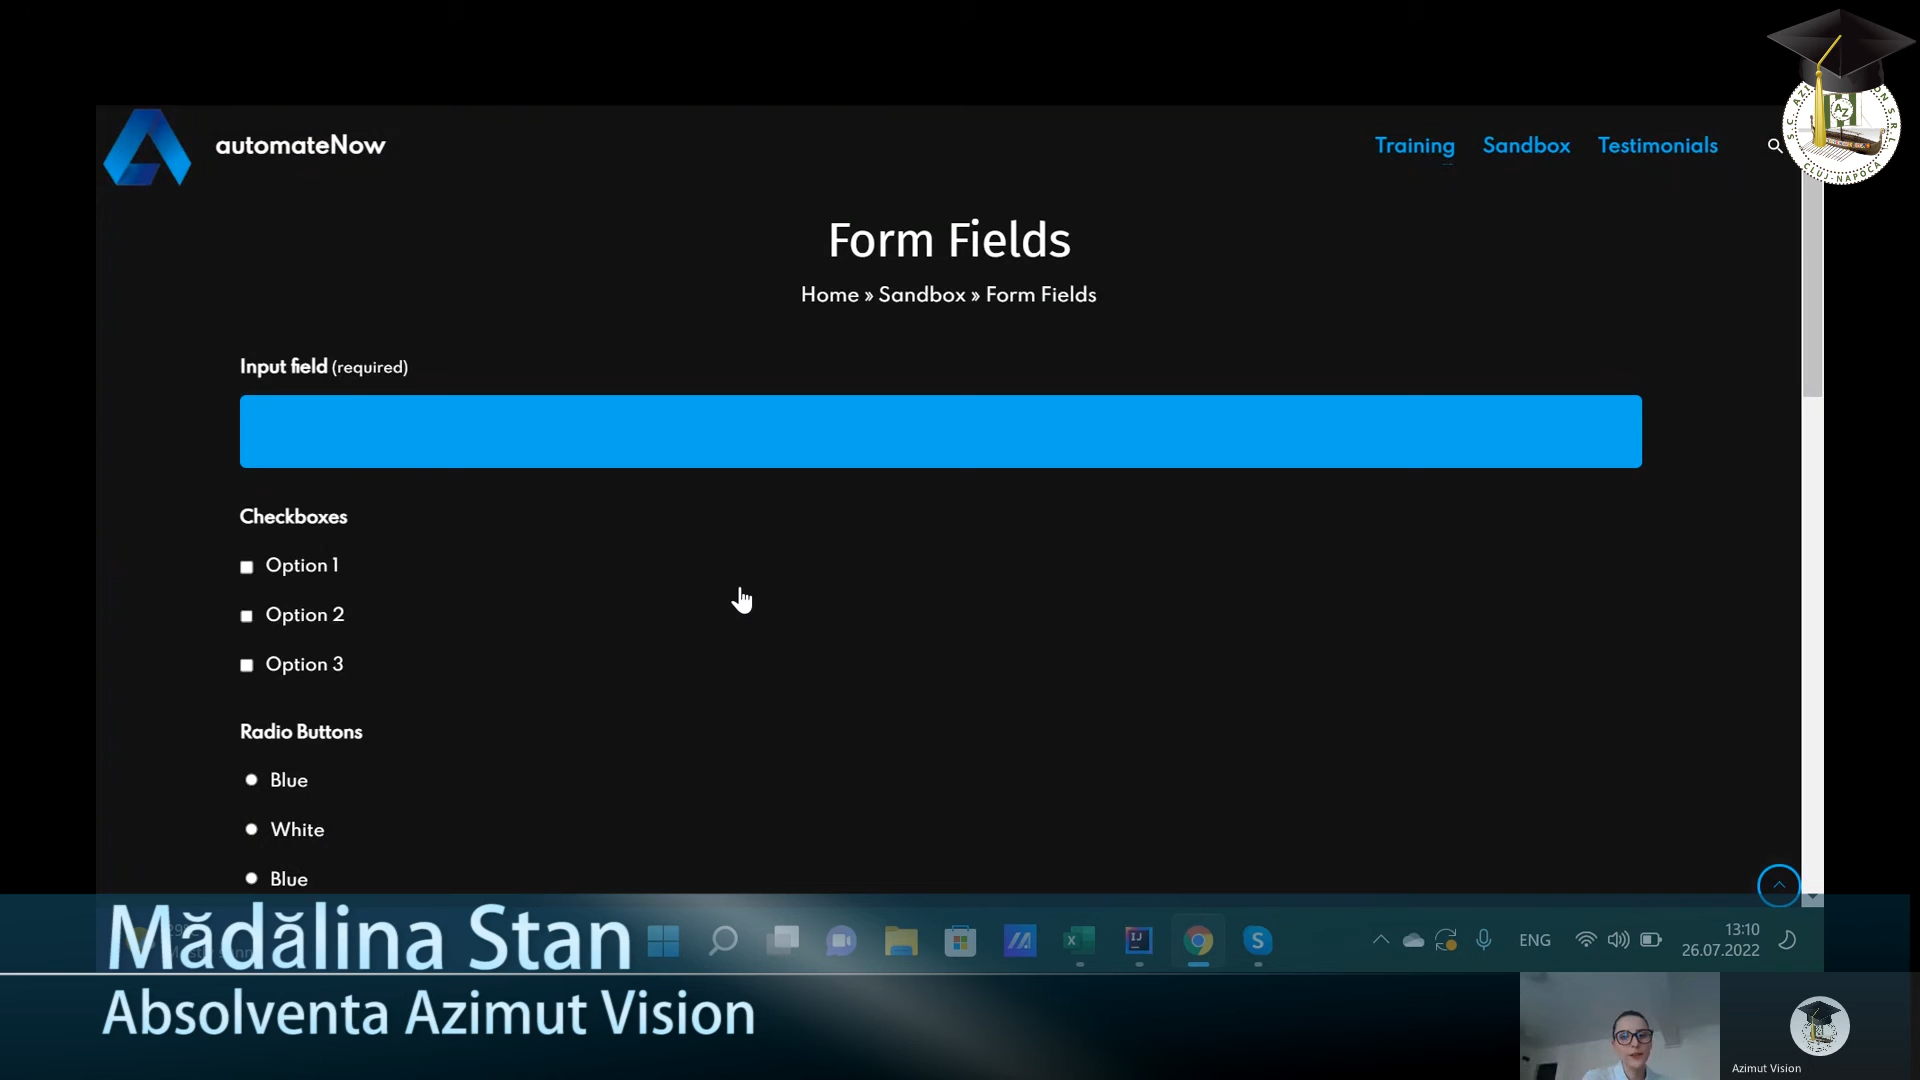 automateNow
Training Sandbox Testimonials
CLUJ-NAPOCA
Form Fields
Home » Sandbox » Form Fields
Input field (required)
Checkboxes
Option 1
Option 2
Option 3
Radio Buttons
Blue
White
Blue
Mădălina Stan
ENG
13:10
26.07.2022
Absolventa Azimut Vision
Azimut Vision